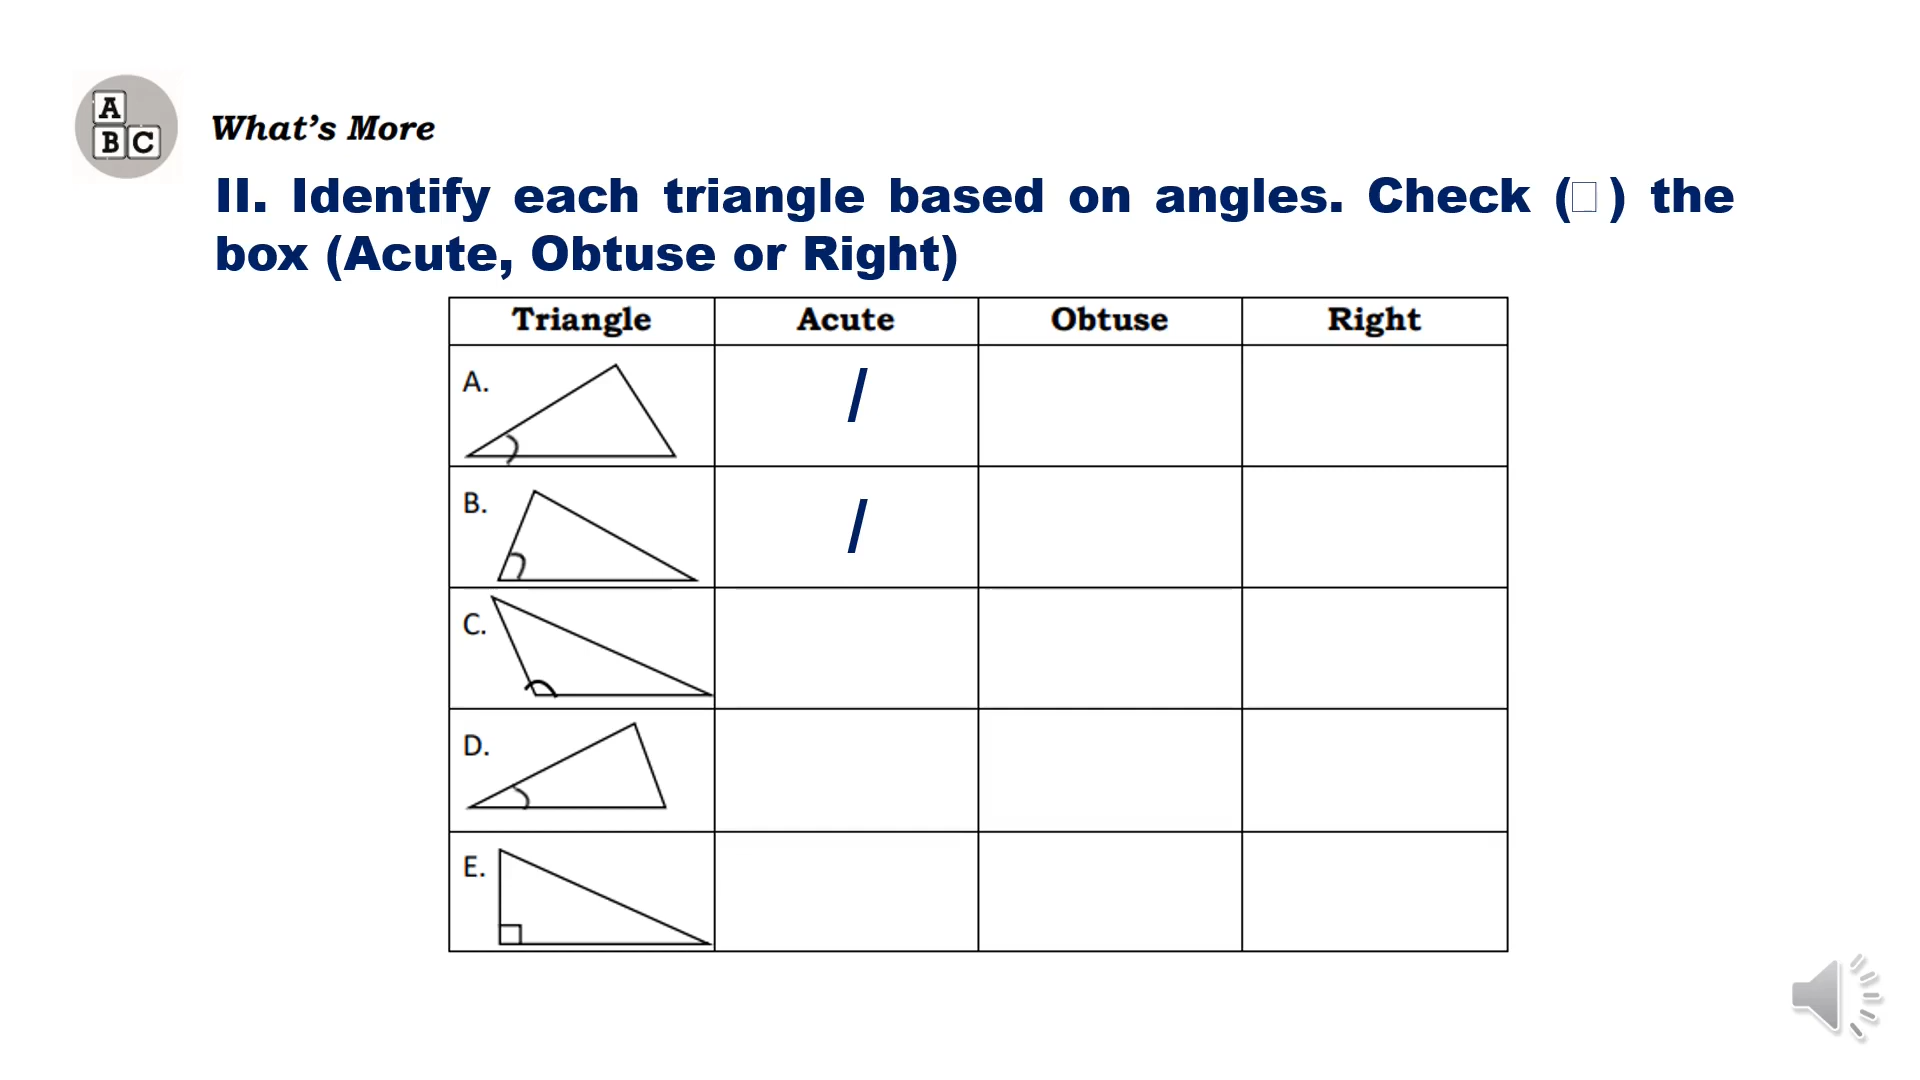 A
B C
What's More
II. Identify each triangle based on angles. Check (□) the
box (Acute, Obtuse or Right)
Triangle Acute Obtuse Right
A. /
B. /
C.
D.
E.